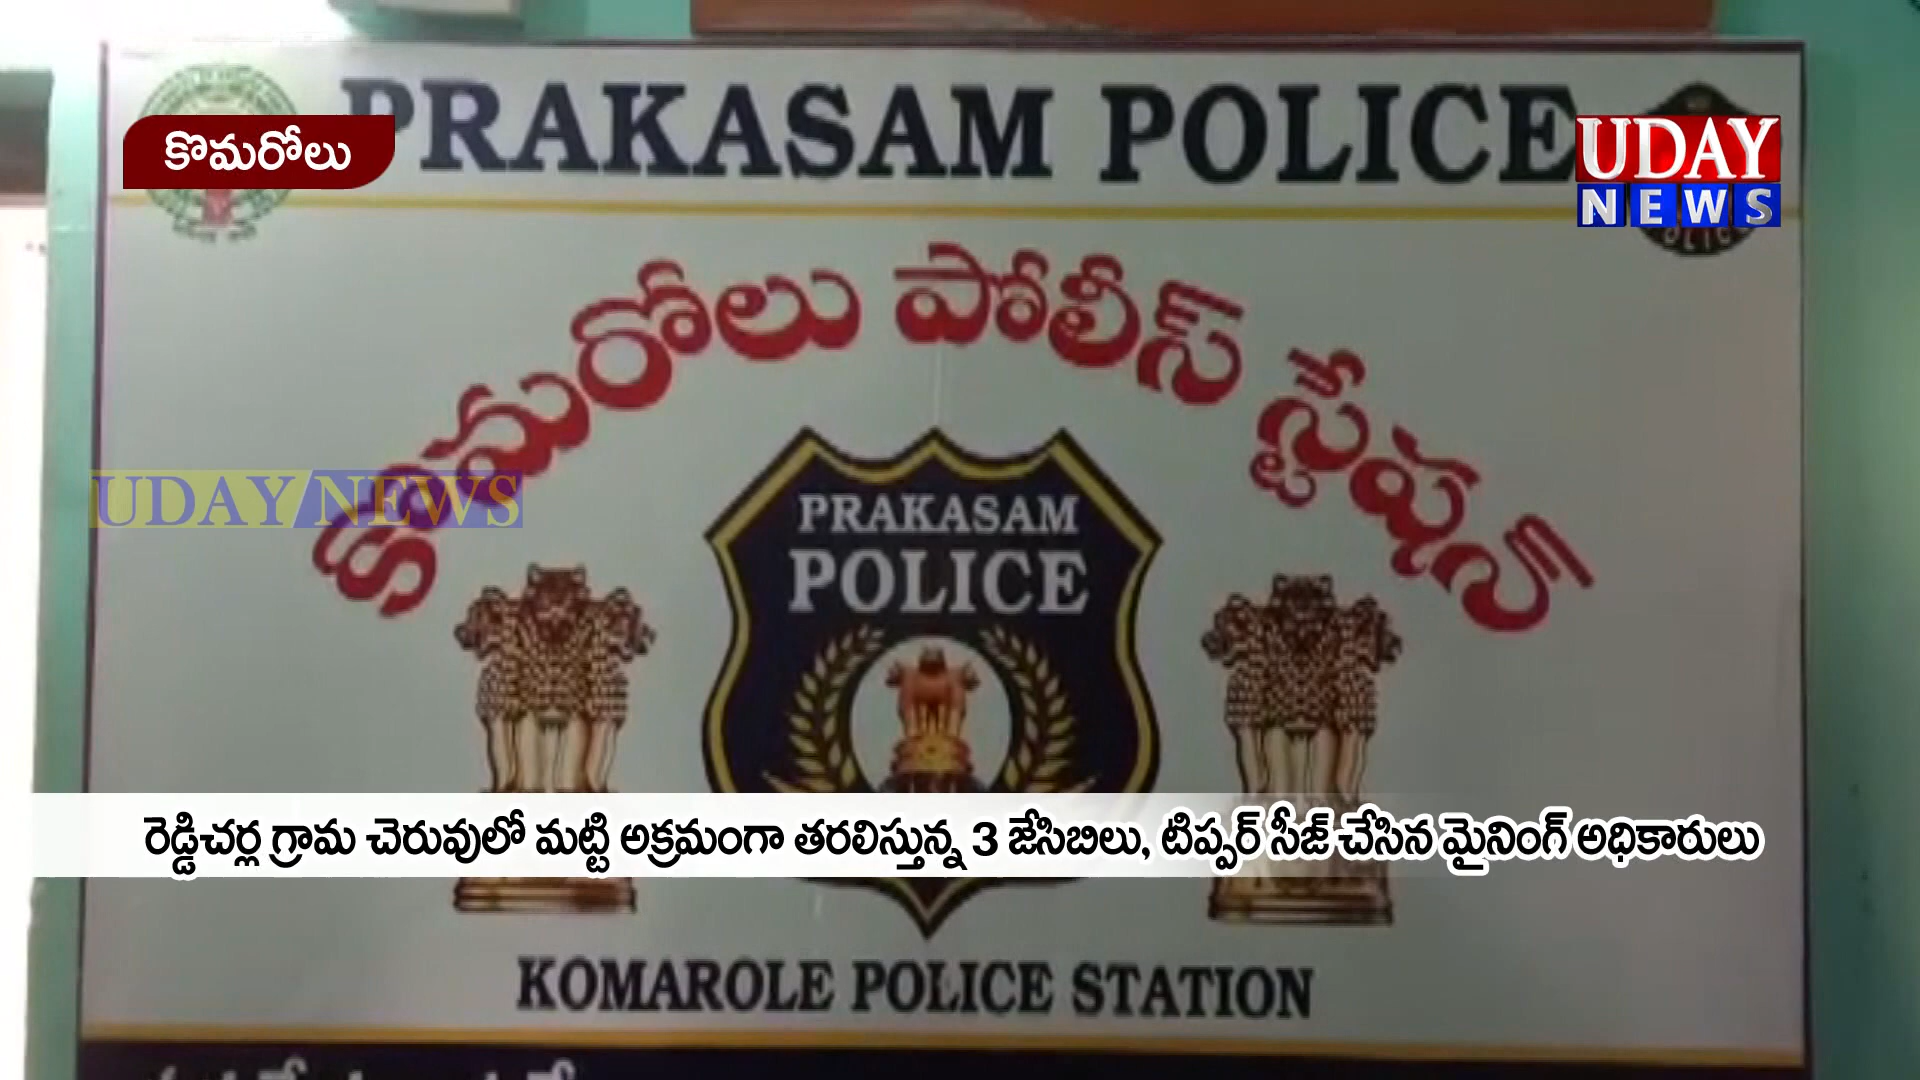 PRAKASAM POLICE
కొమరోలు
UDAY
NEWS
కొమరోలు పోలీస్ స్టేషన్
UDAY NEWS
PRAKASAM
POLICE
రెడ్డిచర్ల గ్రామ చెరువులో మట్టి అక్రమంగా తరలిస్తున్న 3 జేసిబిలు, టిప్పర్ సీజ్ చేసిన మైనింగ్ అధికారులు
KOMAROLE POLICE STATION